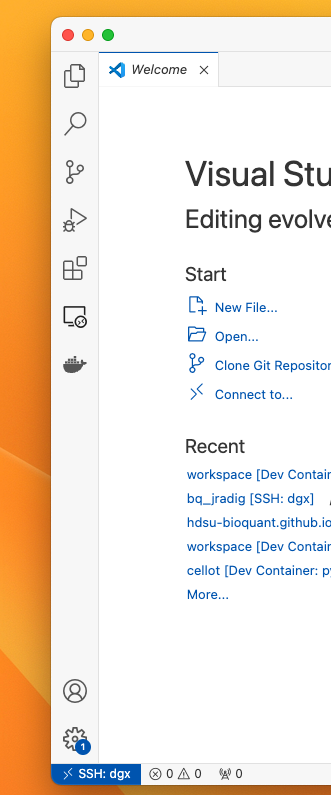 Welcome
Visual Stu
Editing evolve
Start
New File...
Open...
Clone Git Repositor
Connect to...
Recent
workspace [Dev Contain
bq_jradig [SSH: dgx]
hdsu-bioquant.github.io
workspace [Dev Contain
cellot [Dev Container: py
More...
1
SSH: dgx 0 0 0